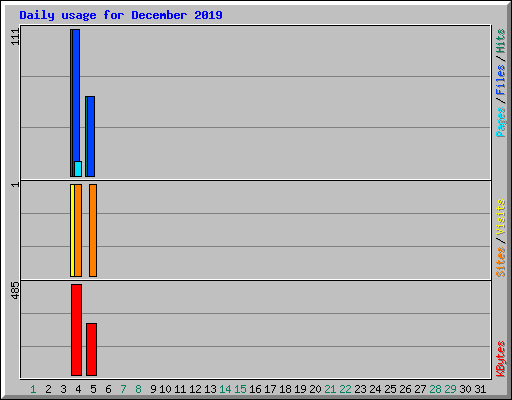 Daily usage for December 2019
111
1
485
Pages / Files / Hits
Sites / Visits
KBytes
1 2 3 4 5 6 7 8 9 10 11 12 13 14 15 16 17 18 19 20 21 22 23 24 25 26 27 28 29 30 31